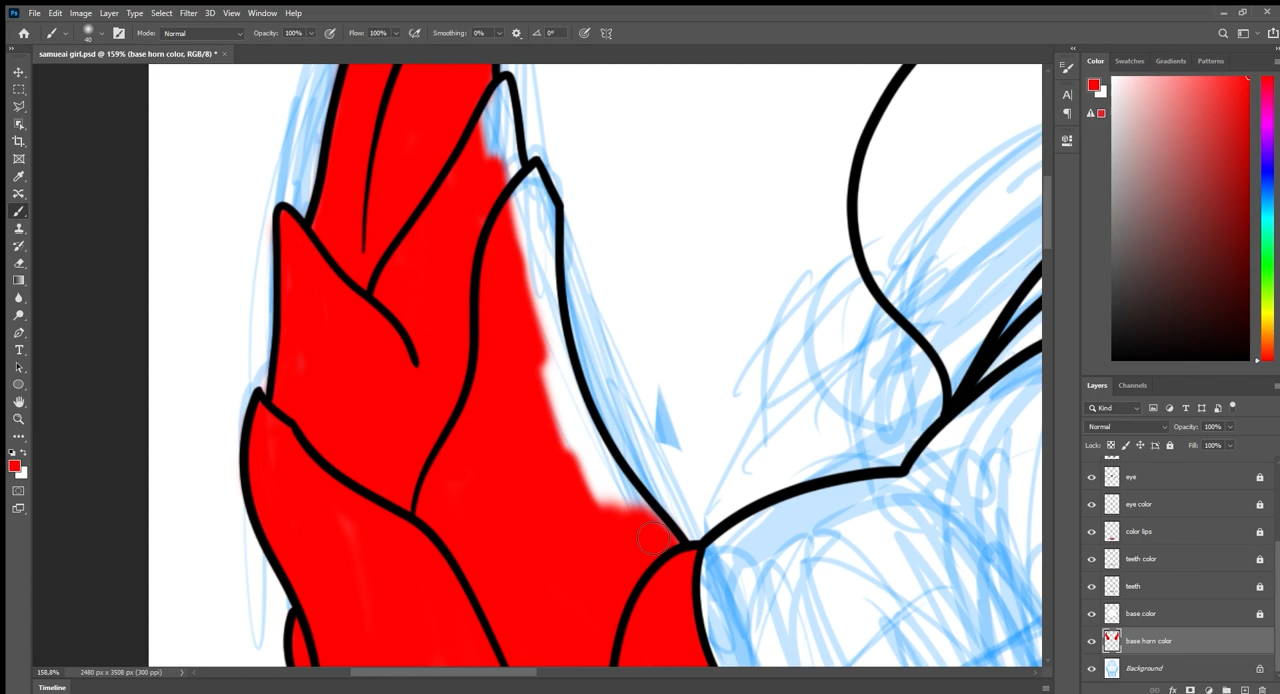 Ps File Edit Image Layer Type Select Filter 3D View Window Help
40 Mode: Normal Opacity: 100% Flow: 100% Smoothing: 0% 0°
samueai girl.psd @ 159% (base horn color, RGB/8) * ×
Color Swatches Gradients Patterns
Layers Channels
Kind
Normal Opacity: 100%
Lock: Fill: 100%
eye
eye color
color lips
teeth color
teeth
base color
base horn color
Background
fx
158.8% 2480 px x 3508 px (300 ppi)
Timeline